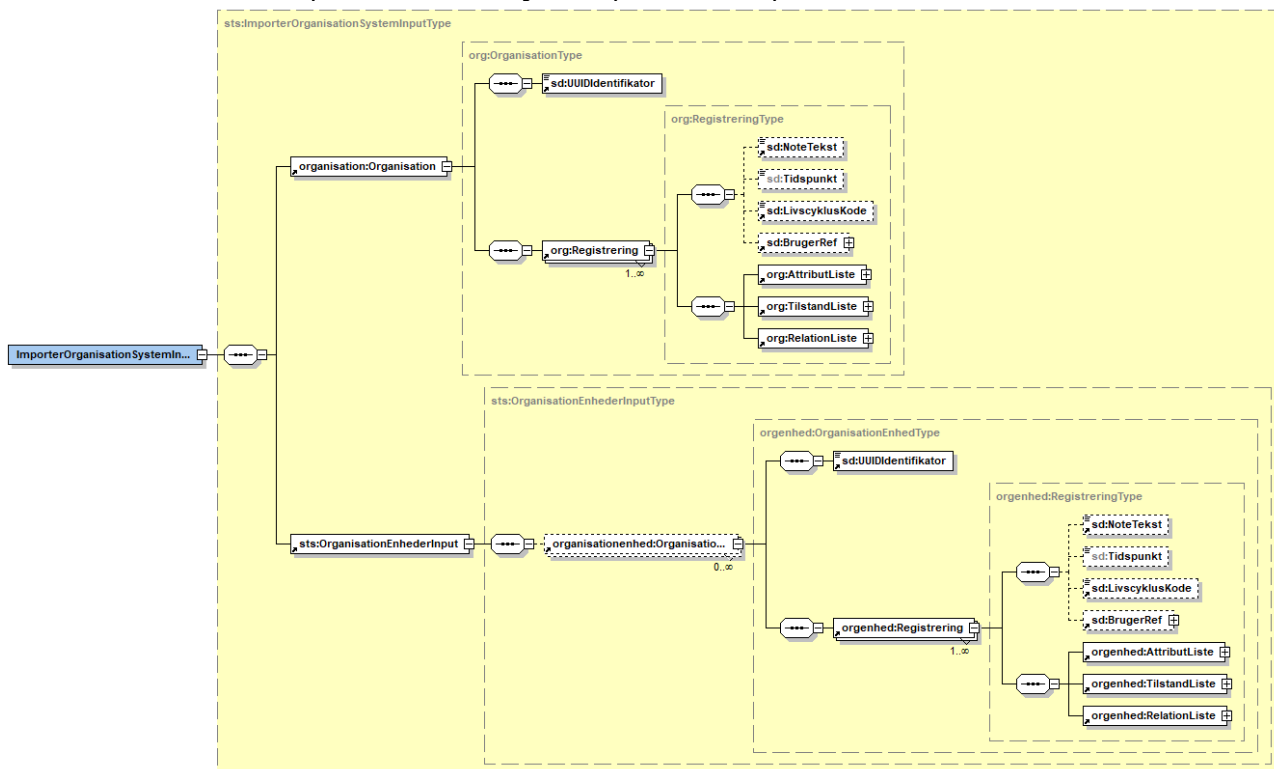 sts:ImporterOrganisationSystemInputType
org:OrganisationType
sd:UUIDIdentifikator
org:RegistreringType
sd:NoteTekst
organisation:Organisation
sd:Tidspunkt
sd:LivscyklusKode
sd:BrugerRef
org:Registrering
1..∞
org:AttributListe
org:TilstandListe
org:RelationListe
ImporterOrganisationSystemIn...
sts:OrganisationEnhederInputType
orgenhed:OrganisationEnhedType
sd:UUIDIdentifikator
orgenhed:RegistreringType
sd:NoteTekst
sts:OrganisationEnhederInput
organisationenhed:Organisatio...
0..∞
sd:Tidspunkt
sd:LivscyklusKode
sd:BrugerRef
orgenhed:Registrering
1..∞
orgenhed:AttributListe
orgenhed:TilstandListe
orgenhed:RelationListe